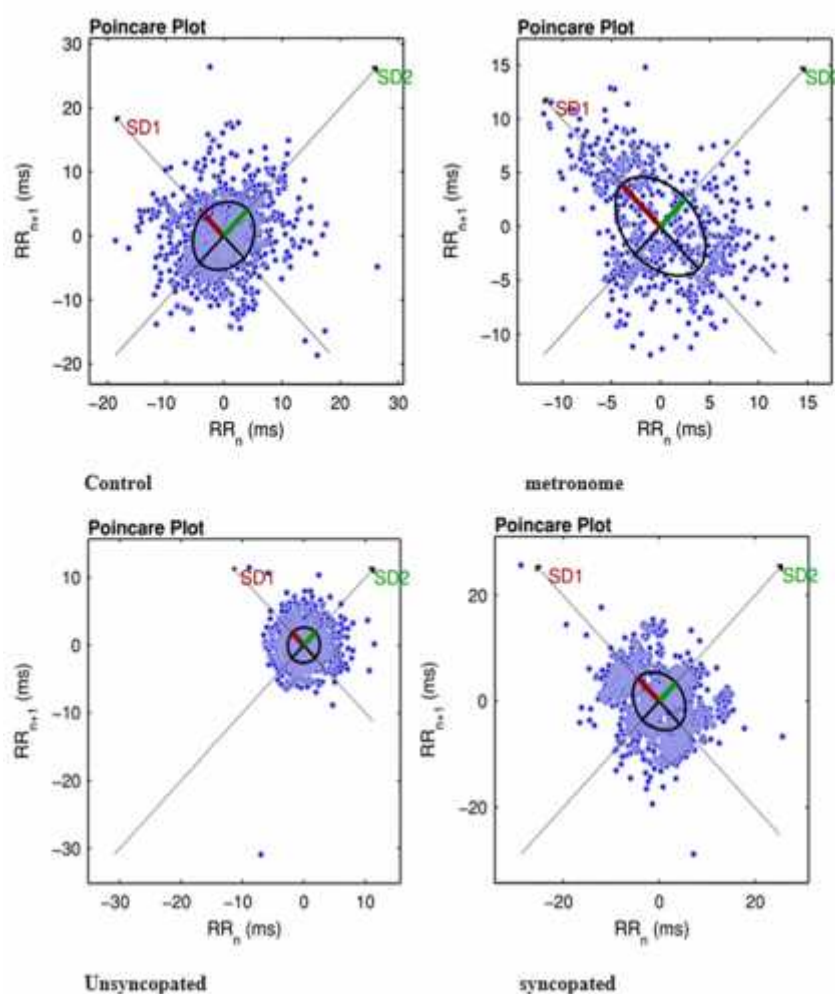 Poincare Plot
30
20
10
0
−10
−20
RRn+1 (ms)
SD1
SD2
−20 −10 0 10 20 30
RRn (ms)
Control
Poincare Plot
15
10
5
0
−5
−10
RRn+1 (ms)
SD1
SD2
−10 −5 0 5 10 15
RRn (ms)
metronome
Poincare Plot
10
0
−10
−20
−30
RRn+1 (ms)
SD1
SD2
−30 −20 −10 0 10
RRn (ms)
Unsyncopated
Poincare Plot
20
0
−20
RRn+1 (ms)
SD1
SD2
−20 0 20
RRn (ms)
syncopated